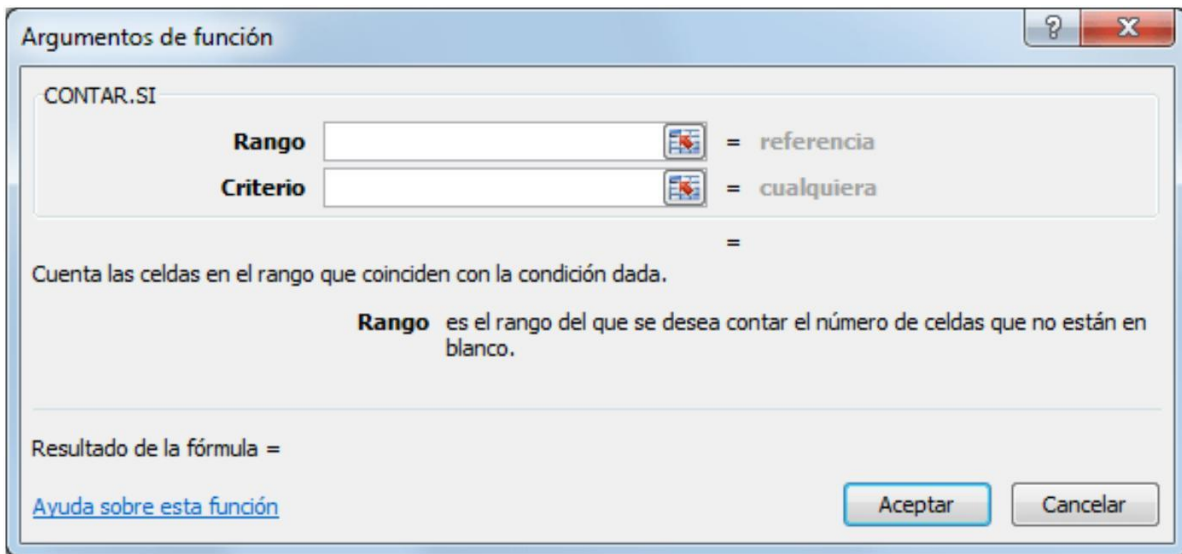 Argumentos de función
CONTAR.SI
Rango = referencia
Criterio = cualquiera
=
Cuenta las celdas en el rango que coinciden con la condición dada.
Rango es el rango del que se desea contar el número de celdas que no están en
blanco.
Resultado de la fórmula =
Ayuda sobre esta función
Aceptar Cancelar